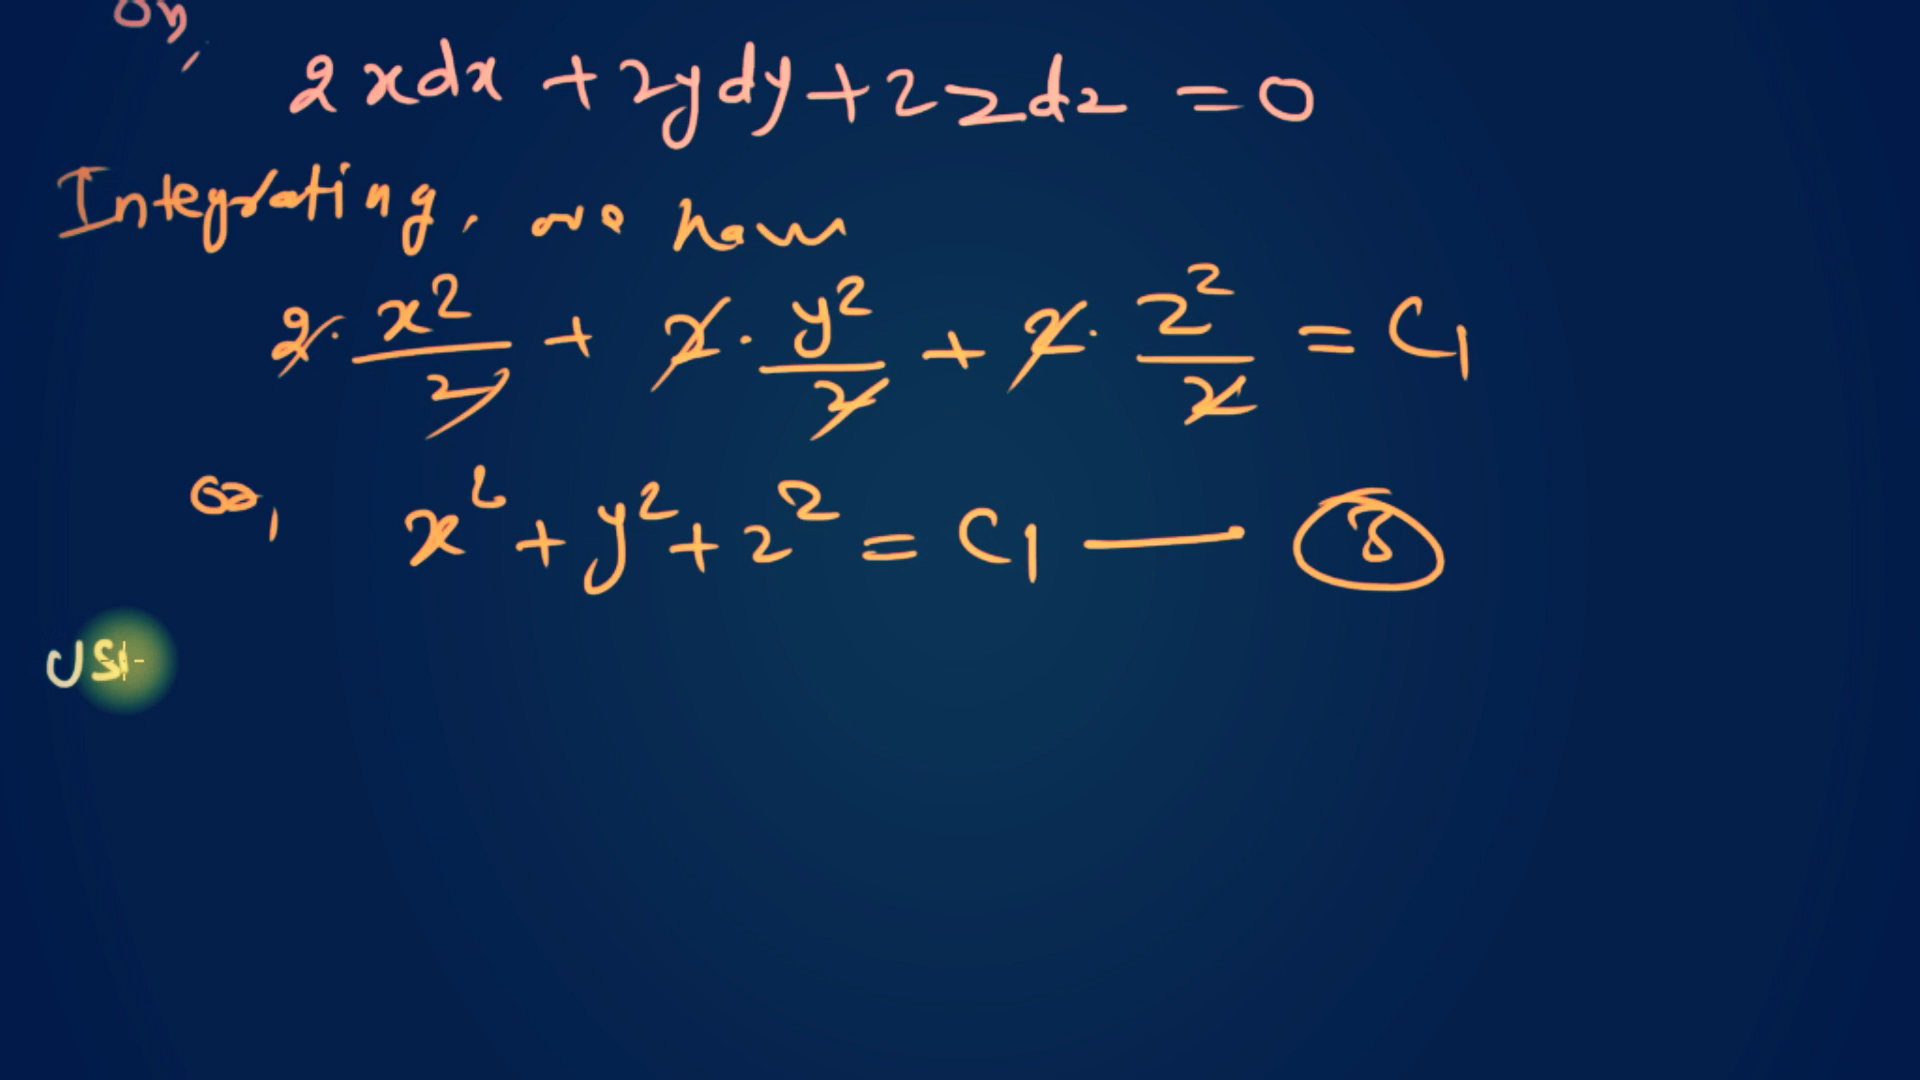 Or,
2xdx + 2ydy + 2zdz = 0
Integrating, we have
2. x²/2 + 2. y²/2 + 2. z²/2 = C₁
or, x² + y² + z² = C₁ — ③
Usi